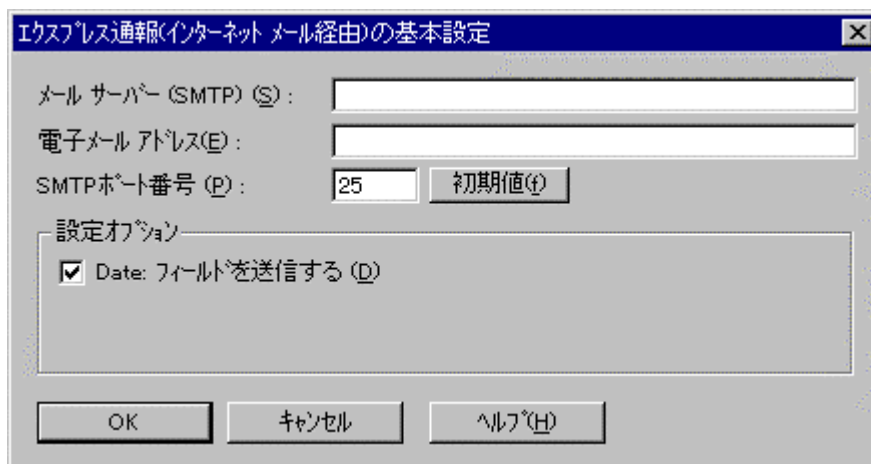 ｴｸｽﾌﾟﾚｽ通報(ｲﾝﾀｰﾈｯﾄ ﾒｰﾙ経由)の基本設定
ﾒｰﾙ ｻｰﾊﾞｰ (SMTP) (S) :
電子ﾒｰﾙ ｱﾄﾞﾚｽ(E) :
SMTPﾎﾟｰﾄ番号 (P) : 25 初期値(f)
設定ｵﾌﾟｼｮﾝ
Date: ﾌｨｰﾙﾄﾞを送信する (D)
OK ｷｬﾝｾﾙ ﾍﾙﾌﾟ(H)